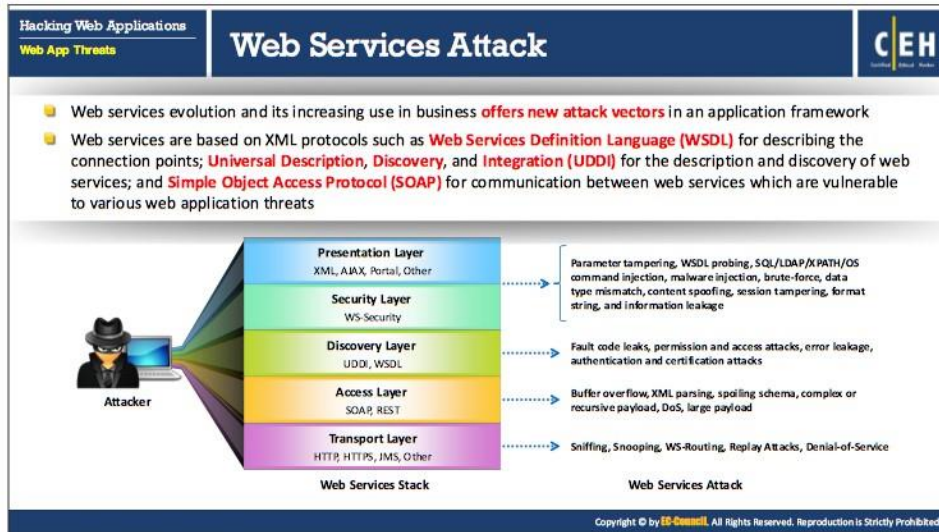 Hacking Web Applications
Web App Threats
Web Services Attack
CEH
Web services evolution and its increasing use in business offers new attack vectors in an application framework
Web services are based on XML protocols such as Web Services Definition Language (WSDL) for describing the
connection points; Universal Description, Discovery, and Integration (UDDI) for the description and discovery of web
services; and Simple Object Access Protocol (SOAP) for communication between web services which are vulnerable
to various web application threats
Attacker
Presentation Layer
XML, AJAX, Portal, Other
Security Layer
WS-Security
Discovery Layer
UDDI, WSDL
Access Layer
SOAP, REST
Transport Layer
HTTP, HTTPS, JMS, Other
Web Services Stack
Parameter tampering, WSDL probing, SQL/LDAP/XPATH/OS
command injection, malware injection, brute-force, data
type mismatch, content spoofing, session tampering, format
string, and information leakage
Fault code leaks, permission and access attacks, error leakage,
authentication and certification attacks
Buffer overflow, XML parsing, spoiling schema, complex or
recursive payload, DoS, large payload
Sniffing, Snooping, WS-Routing, Replay Attacks, Denial-of-Service
Web Services Attack
Copyright © by EC-Council. All Rights Reserved. Reproduction is Strictly Prohibited